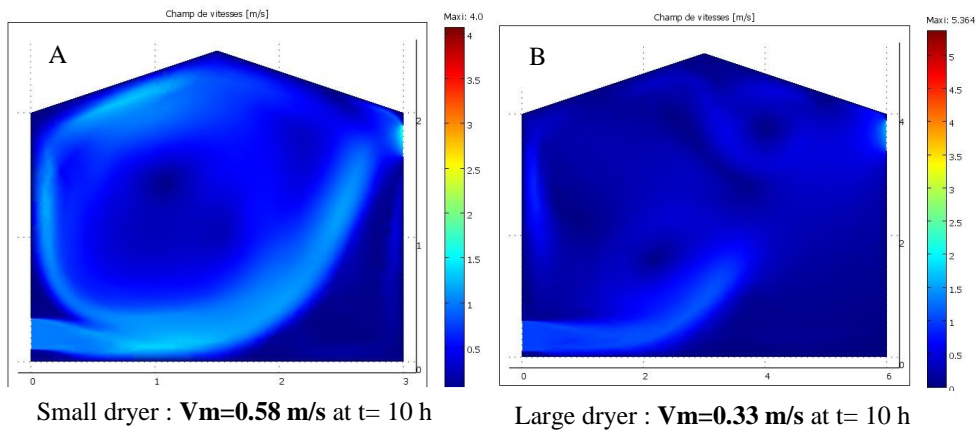 Champ de vitesses [m/s]
Maxi: 4.0
A
4
3.5
3
2.5
2
1.5
1
0.5
2
1
0 1 2 3
Small dryer : Vm=0.58 m/s at t= 10 h
Champ de vitesses [m/s]
Maxi: 5.364
B
5
4.5
4
3.5
3
2.5
2
1.5
1
0.5
0
4
2
0
0 2 4 6
Large dryer : Vm=0.33 m/s at t= 10 h